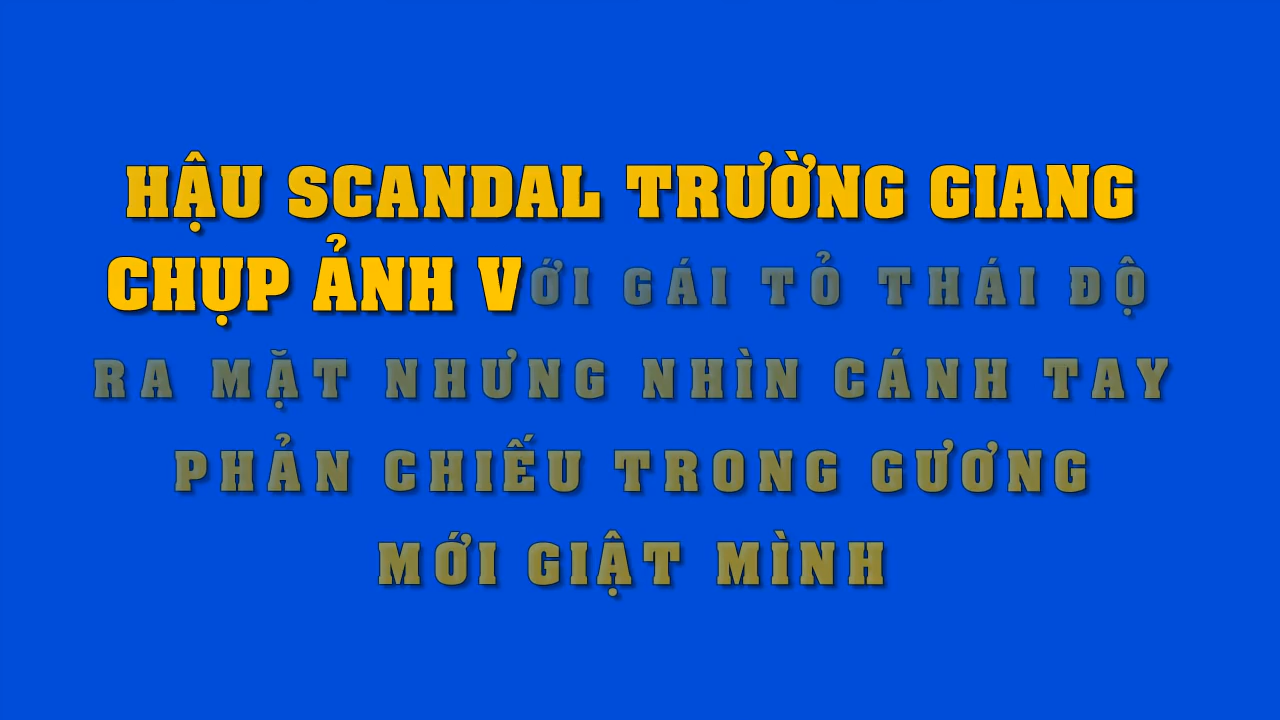 HẬU SCANDAL TRƯỜNG GIANG
CHỤP ẢNH VỚI GÁI TỎ THÁI ĐỘ
RA MẶT NHƯNG NHÌN CÁNH TAY
PHẢN CHIẾU TRONG GƯƠNG
MỚI GIẬT MÌNH